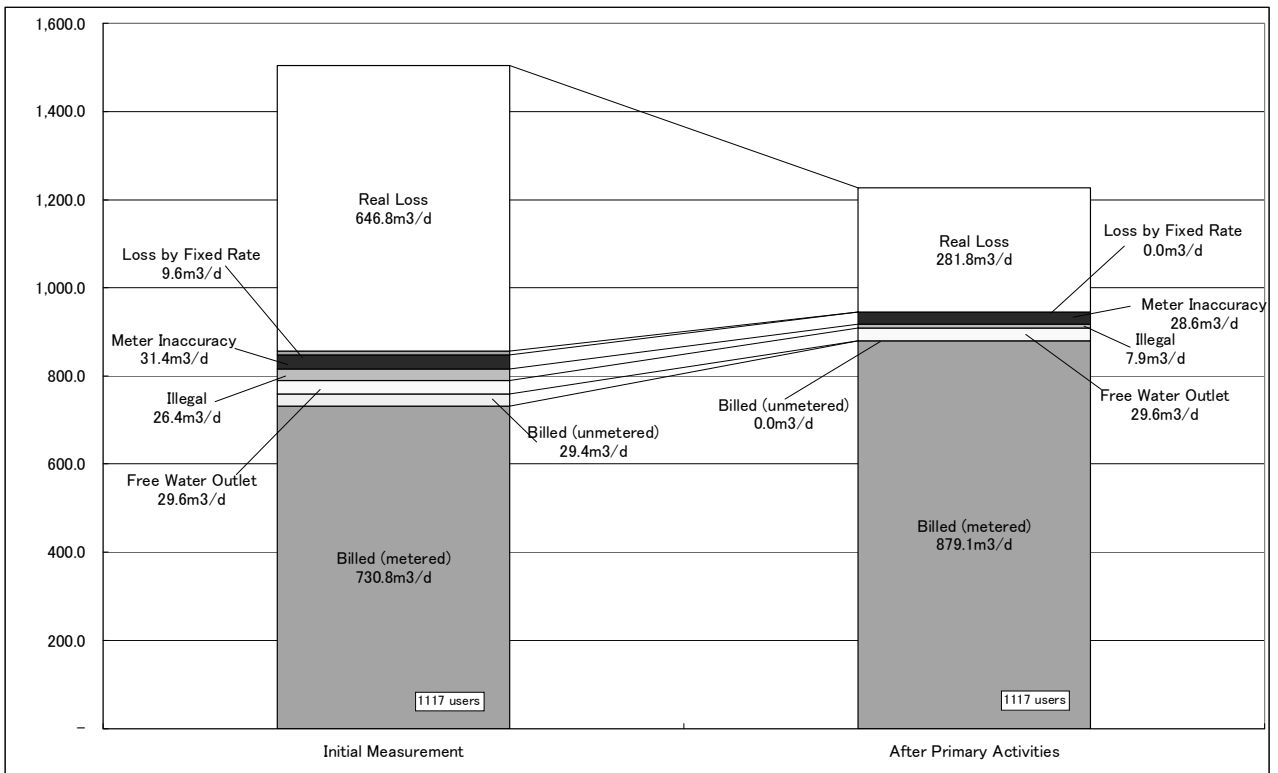 1,600.0
1,400.0
1,200.0
1,000.0
800.0
600.0
400.0
200.0
–
Real Loss
646.8m3/d
Loss by Fixed Rate
9.6m3/d
Meter Inaccuracy
31.4m3/d
Illegal
26.4m3/d
Free Water Outlet
29.6m3/d
Billed (unmetered)
29.4m3/d
Billed (metered)
730.8m3/d
1117 users
Real Loss
281.8m3/d
Loss by Fixed Rate
0.0m3/d
Meter Inaccuracy
28.6m3/d
Illegal
7.9m3/d
Free Water Outlet
29.6m3/d
Billed (unmetered)
0.0m3/d
Billed (metered)
879.1m3/d
1117 users
Initial Measurement
After Primary Activities